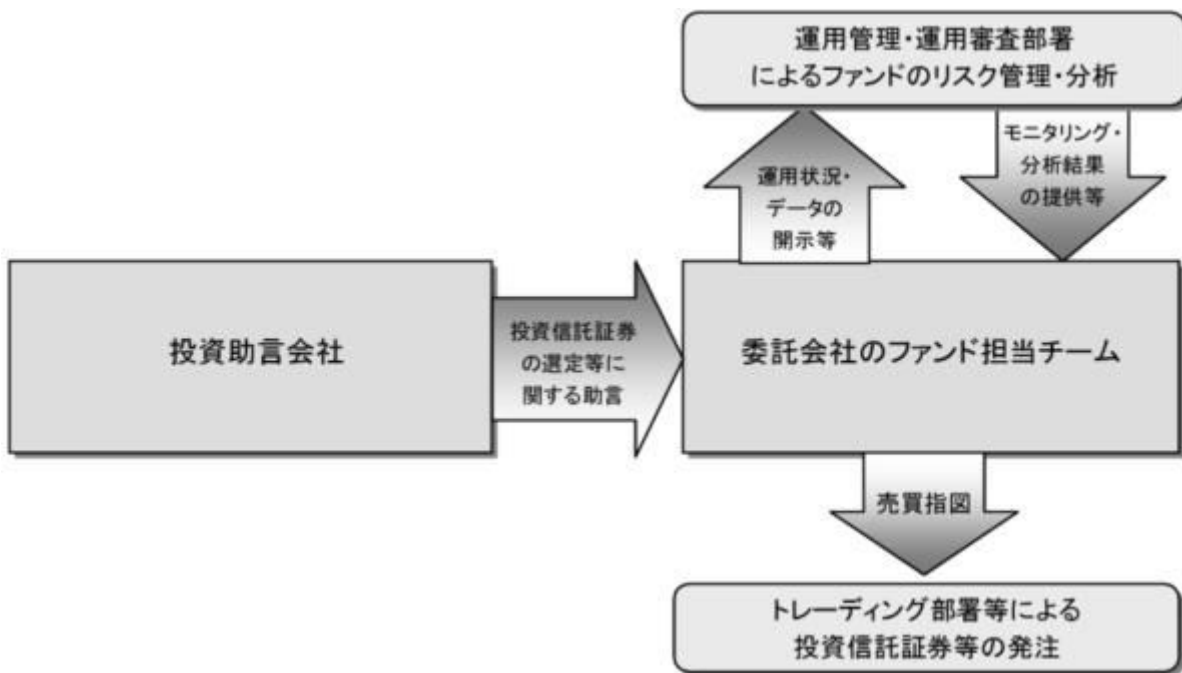 運用管理・運用審査部署
によるファンドのリスク管理・分析
運用状況・
データの
開示等
モニタリング・
分析結果
の提供等
投資助言会社
投資信託証券
の選定等に
関する助言
委託会社のファンド担当チーム
売買指図
トレーディング部署等による
投資信託証券等の発注